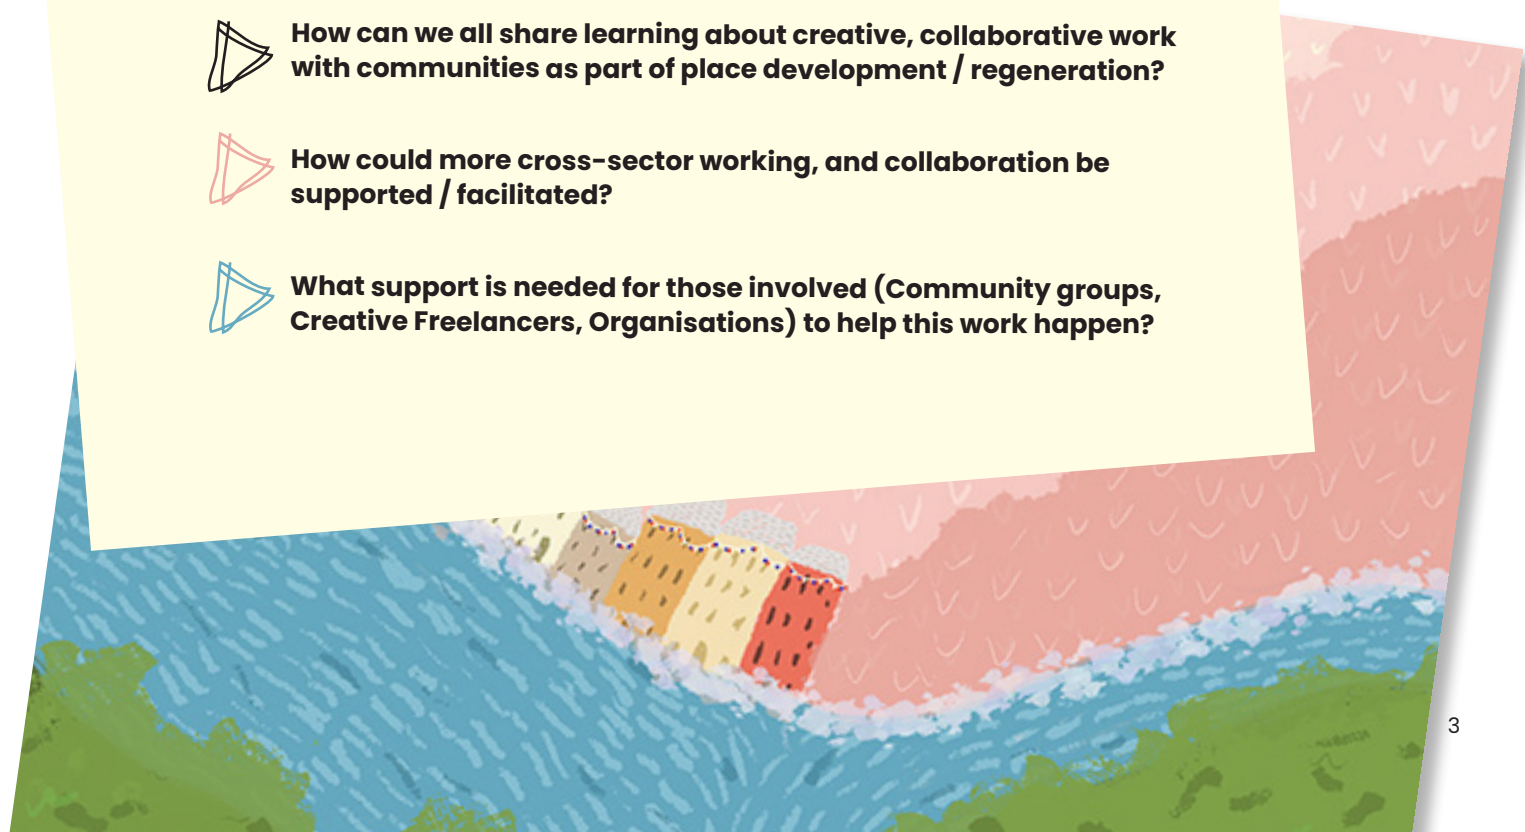 How can we all share learning about creative, collaborative work
with communities as part of place development / regeneration?
How could more cross-sector working, and collaboration be
supported / facilitated?
What support is needed for those involved (Community groups,
Creative Freelancers, Organisations) to help this work happen?
3